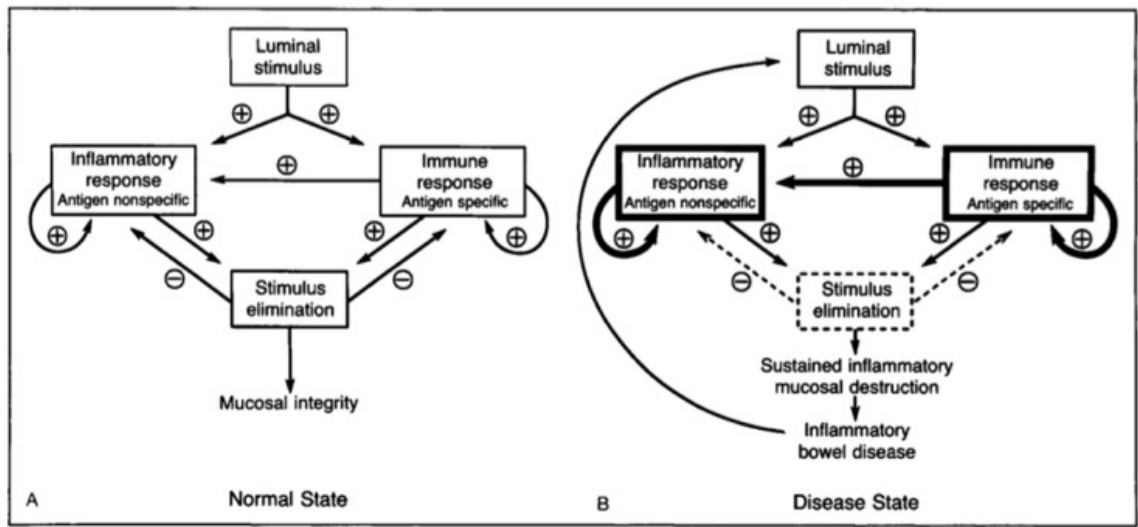 Luminal
stimulus
⊕ ⊕
Inflammatory
response
Antigen nonspecific
⊕
Immune
response
Antigen specific
⊕ ⊕ ⊕ ⊕
⊖ ⊖
Stimulus
elimination
Mucosal integrity
A
Normal State
Luminal
stimulus
⊕ ⊕
Inflammatory
response
Antigen nonspecific
⊕
Immune
response
Antigen specific
⊕ ⊕ ⊕ ⊕
⊖ ⊖
Stimulus
elimination
Sustained inflammatory
mucosal destruction
Inflammatory
bowel disease
B
Disease State